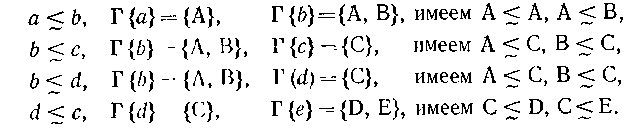 a ≲ b, Γ{a}={A}, Γ{b}={A, B}, имеем A ≲ A, A ≲ B,
b ≲ c, Γ{b} -{A, B}, Γ{c} ={C}, имеем A ≲ C, B ≲ C,
b ≲ d, Γ{b} -{A, B}, Γ(d)={C}, имеем A ≲ C, B ≲ C,
d ≲ c, Γ{d} {C}, Γ{e}={D, E}, имеем C ≲ D, C ≲ E.